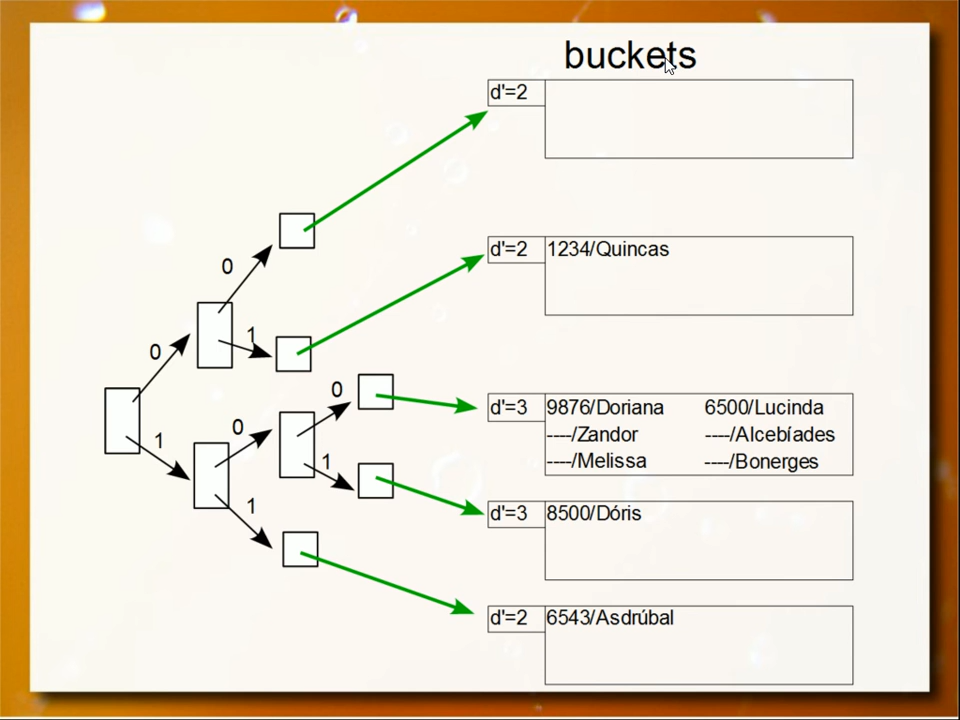 buckets
d'=2
0
d'=2 1234/Quincas
1
0
0
d'=3 9876/Doriana 6500/Lucinda
----/Zandor ----/Alcebíades
----/Melissa ----/Bonerges
1
0
1
d'=3 8500/Dóris
1
d'=2 6543/Asdrúbal